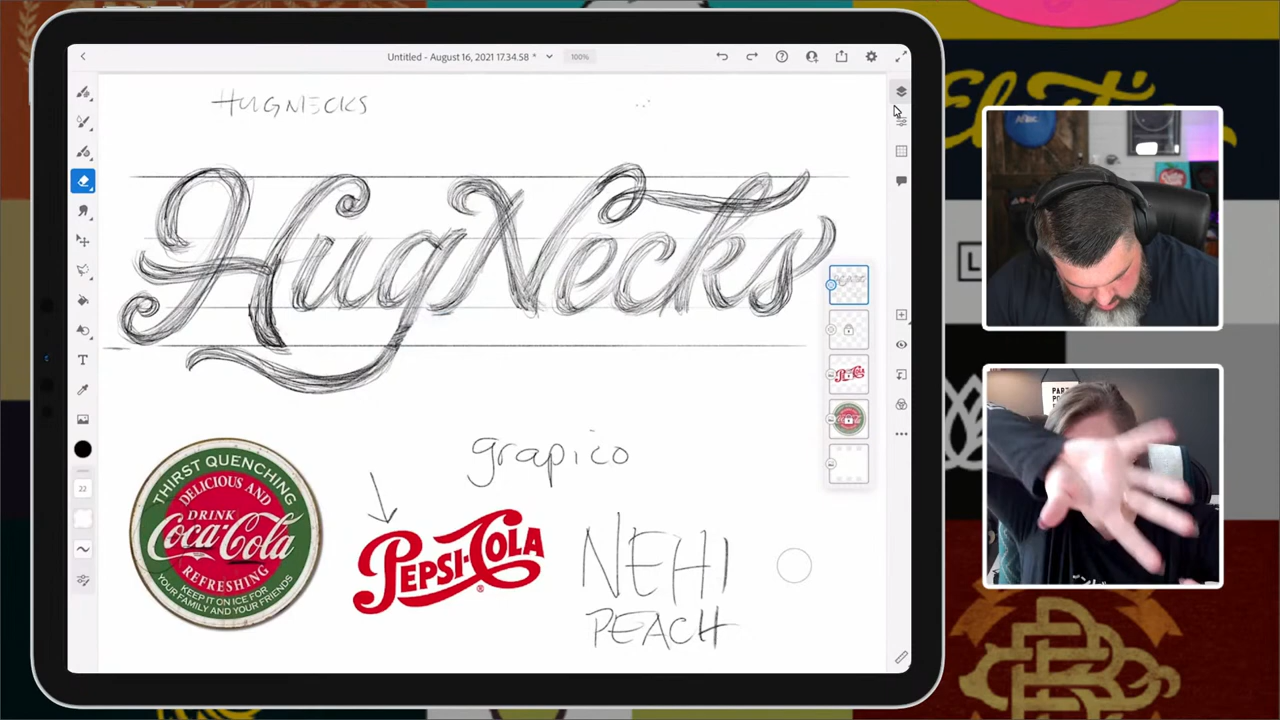 Untitled - August 16, 2021 17.34.58 *
100%
HUGNECKS
HugNecks
grapico
THIRST QUENCHING
DELICIOUS AND
DRINK
Coca-Cola
REFRESHING
KEEP IT ON ICE FOR
YOUR FAMILY AND YOUR FRIENDS
PEPSI-COLA
®
NEHI
PEACH
T
22